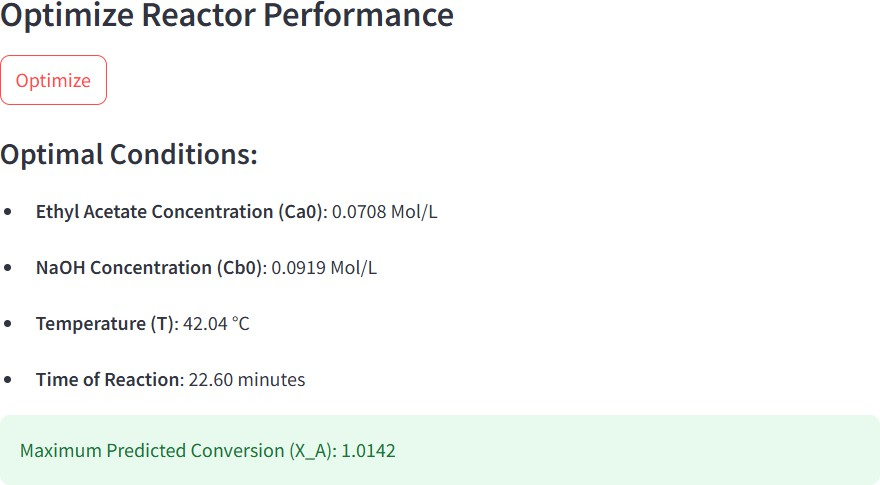 Optimize Reactor Performance
Optimize
Optimal Conditions:
Ethyl Acetate Concentration (Ca0): 0.0708 Mol/L
NaOH Concentration (Cb0): 0.0919 Mol/L
Temperature (T): 42.04 °C
Time of Reaction: 22.60 minutes
Maximum Predicted Conversion (X_A): 1.0142